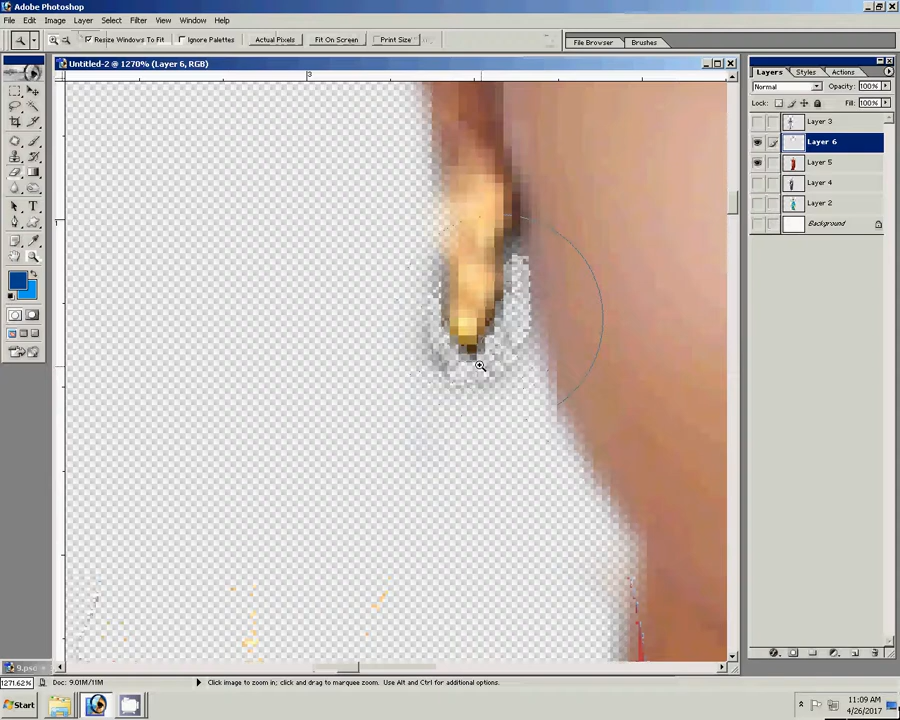 Adobe Photoshop
File Edit Image Layer Select Filter View Window Help
Resize Windows To Fit Ignore Palettes Actual Pixels Fit On Screen Print Size File Browser Brushes
Untitled-2 @ 1270% (Layer 6, RGB)
3
Layers Styles Actions
Normal Opacity: 100%
Lock: Fill: 100%
Layer 3
Layer 6
Layer 5
Layer 4
Layer 2
Background
T
9.psd
1271.62% Doc: 9.01M/11M Click image to zoom in; click and drag to marquee zoom. Use Alt and Ctrl for additional options.
Start
11:09 AM
4/26/2017